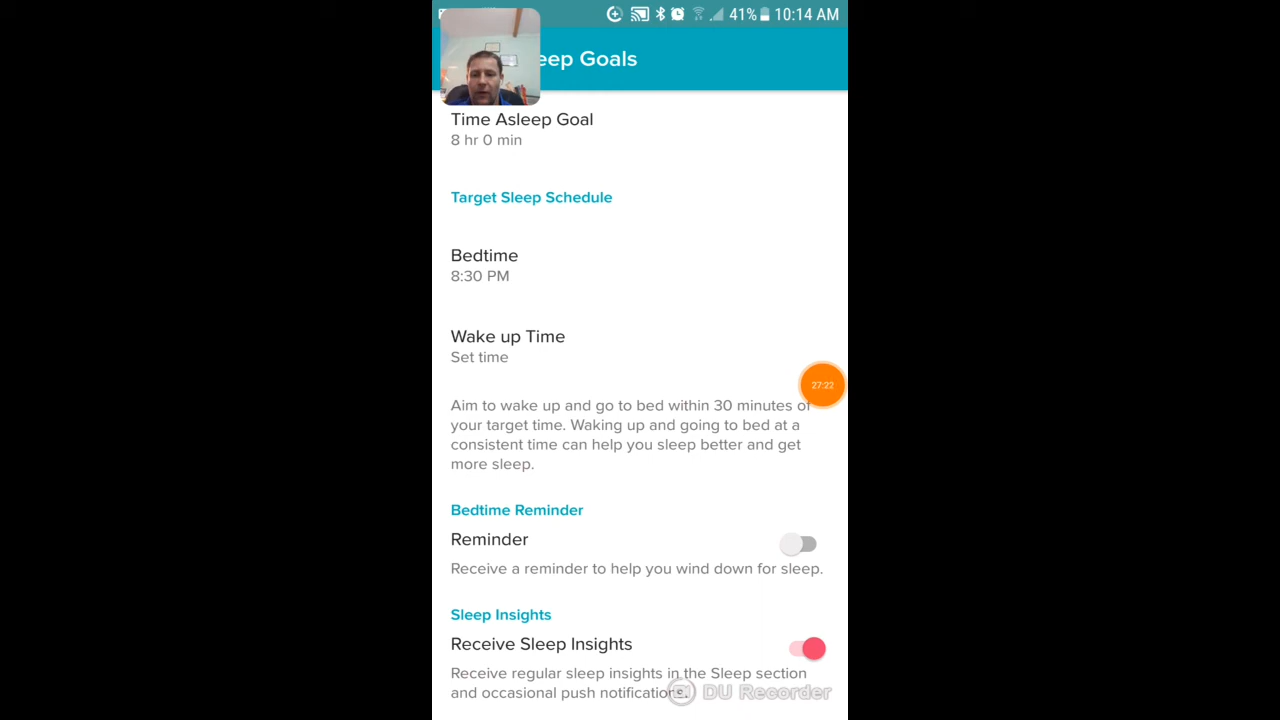 41% 10:14 AM
eep Goals
Time Asleep Goal
8 hr 0 min
Target Sleep Schedule
Bedtime
8:30 PM
Wake up Time
Set time
27:22
Aim to wake up and go to bed within 30 minutes of
your target time. Waking up and going to bed at a
consistent time can help you sleep better and get
more sleep.
Bedtime Reminder
Reminder
Receive a reminder to help you wind down for sleep.
Sleep Insights
Receive Sleep Insights
Receive regular sleep insights in the Sleep section
and occasional push notifications.
DU Recorder